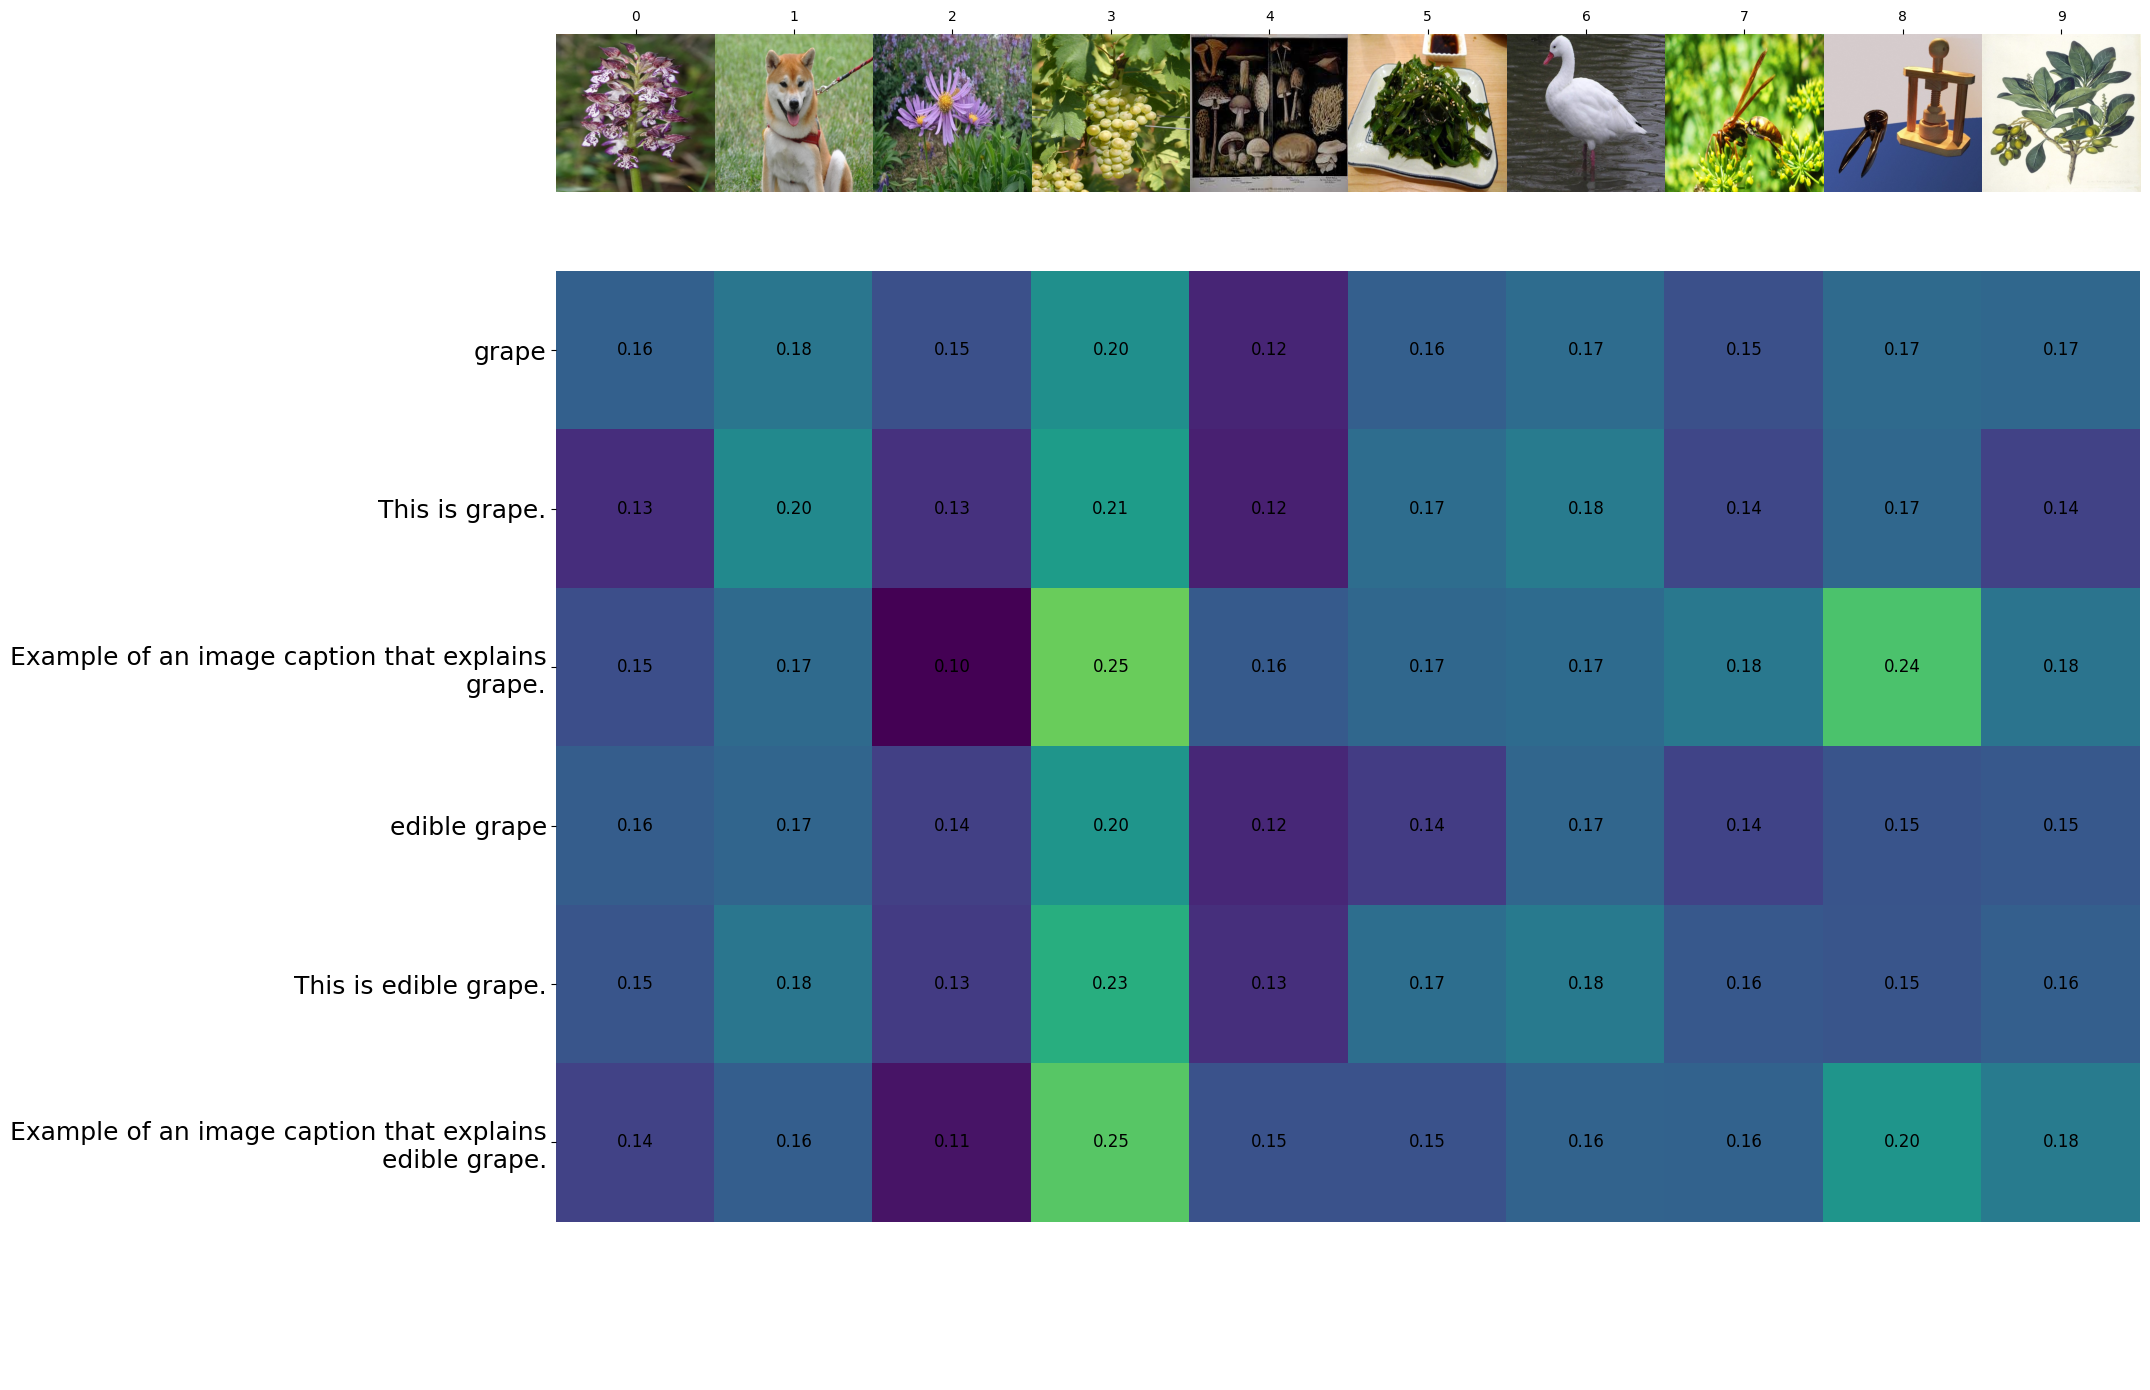 0 1 2 3 4 5 6 7 8 9
grape 0.16 0.18 0.15 0.20 0.12 0.16 0.17 0.15 0.17 0.17
This is grape. 0.13 0.20 0.13 0.21 0.12 0.17 0.18 0.14 0.17 0.14
Example of an image caption that explains
grape. 0.15 0.17 0.10 0.25 0.16 0.17 0.17 0.18 0.24 0.18
edible grape 0.16 0.17 0.14 0.20 0.12 0.14 0.17 0.14 0.15 0.15
This is edible grape. 0.15 0.18 0.13 0.23 0.13 0.17 0.18 0.16 0.15 0.16
Example of an image caption that explains
edible grape. 0.14 0.16 0.11 0.25 0.15 0.15 0.16 0.16 0.20 0.18